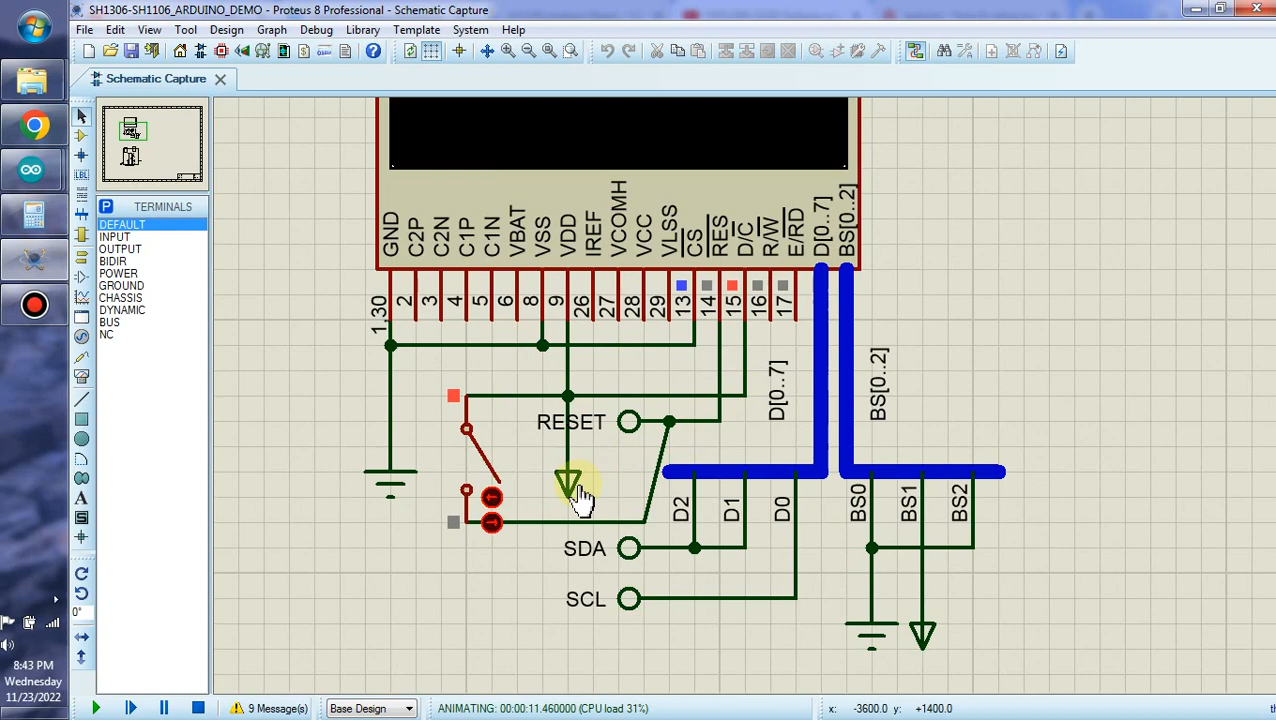 SH1306-SH1106_ARDUINO_DEMO - Proteus 8 Professional - Schematic Capture
File Edit View Tool Design Graph Debug Library Template System Help
Schematic Capture
LBL
A
P TERMINALS
DEFAULT
INPUT
OUTPUT
BIDIR
POWER
GROUND
CHASSIS
DYNAMIC
BUS
NC
GND C2P C2N C1P C1N VBAT VSS VDD IREF VCOMH VCC VLSS CS RES D/C R/W E/RD D[0..7] BS[0..2]
1,30 2 3 4 5 6 8 9 26 27 28 29 13 14 15 16 17
D[0..7] BS[0..2]
RESET
D2 D1 D0 BS0 BS1 BS2
SDA
SCL
0°
8:43 PM
Wednesday
11/23/2022
9 Message(s) Base Design ANIMATING: 00:00:11.460000 (CPU load 31%) x: -3600.0 y: +1400.0 th